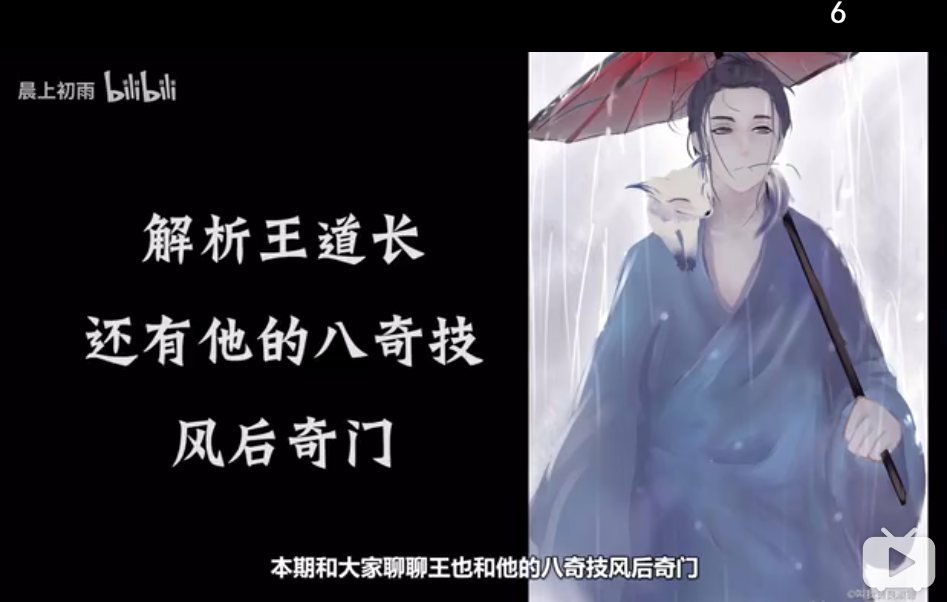 6
晨上初雨 bilibili
解析王道长
还有他的八奇技
风后奇门
本期和大家聊聊王也和他的八奇技风后奇门